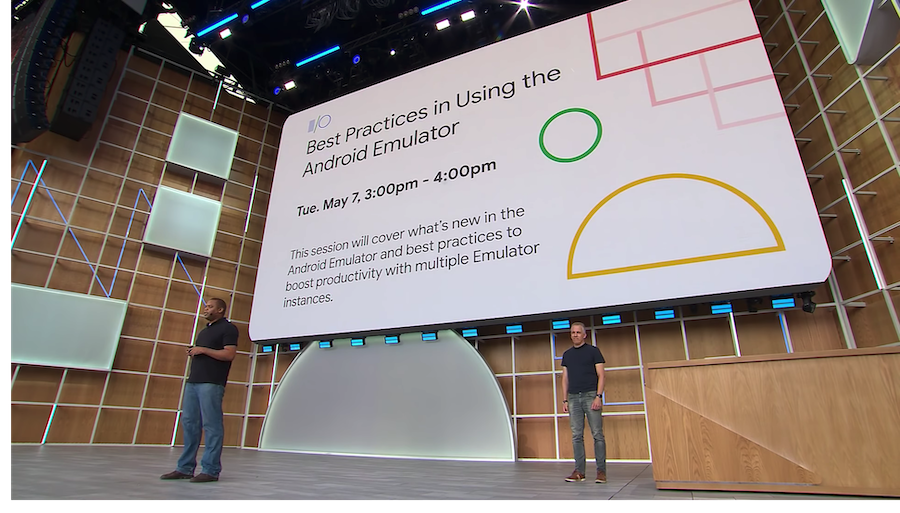 I/O
Best Practices in Using the
Android Emulator
Tue. May 7, 3:00pm - 4:00pm
This session will cover what's new in the
Android Emulator and best practices to
boost productivity with multiple Emulator
instances.